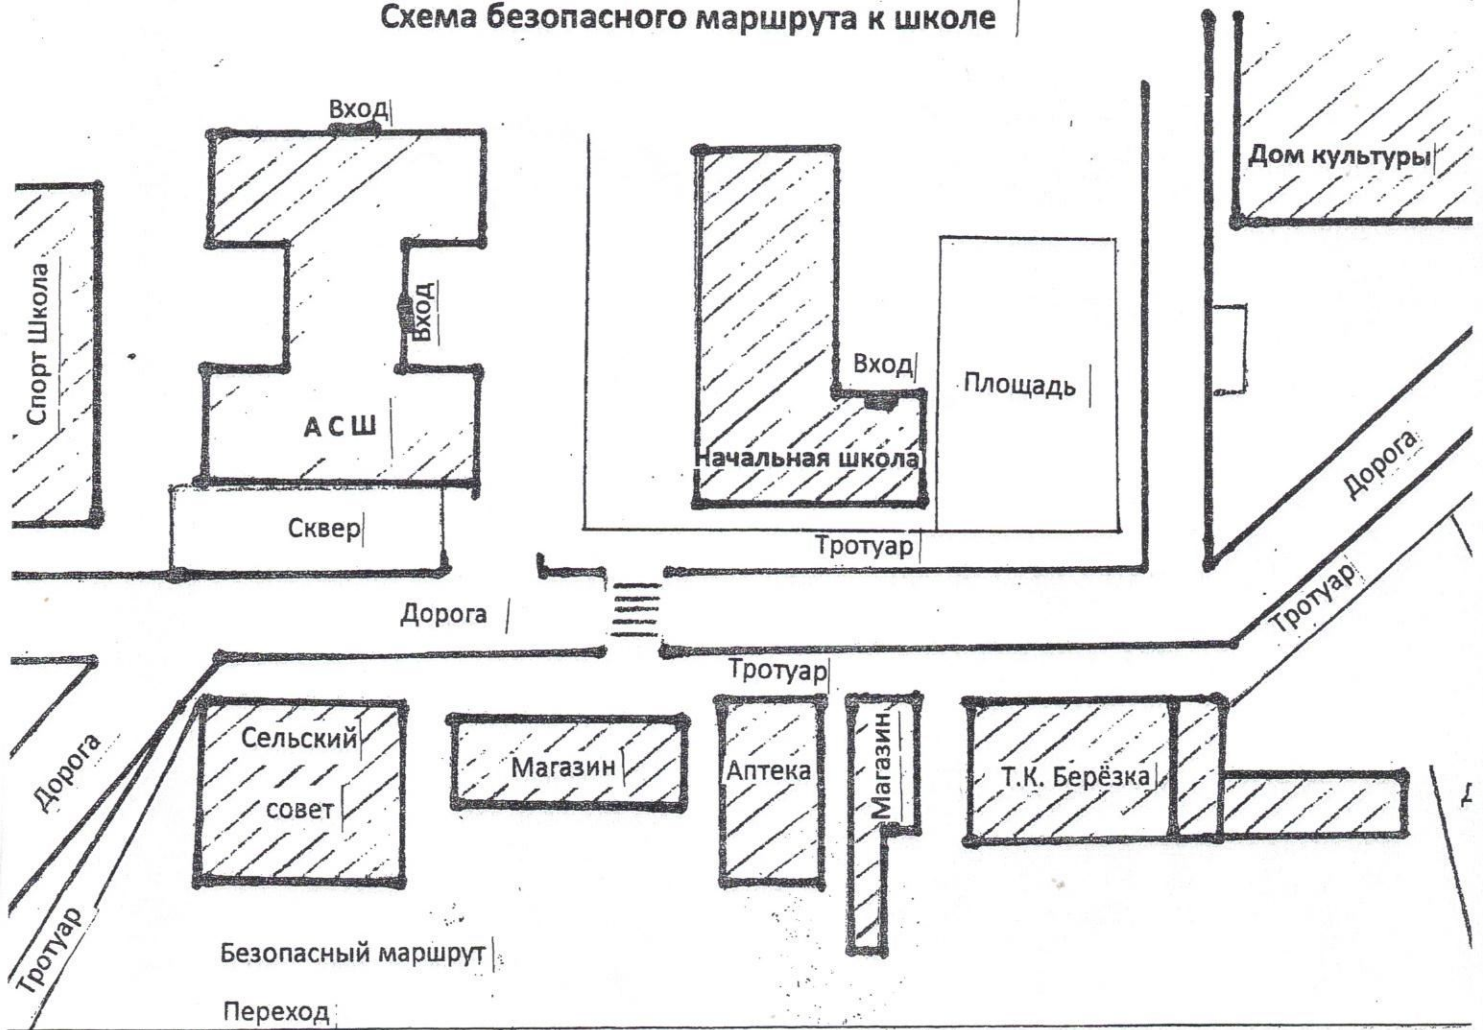 Схема безопасного маршрута к школе
Вход
Дом культуры
Спорт Школа
Вход
Вход
Площадь
А С Ш
Начальная школа
Дорога
Сквер
Тротуар
Тротуар
Дорога
Тротуар
Сельский
совет
Магазин
Аптека
Магазин
Т.К. Берёзка
Дорога
Тротуар
Безопасный маршрут
Переход